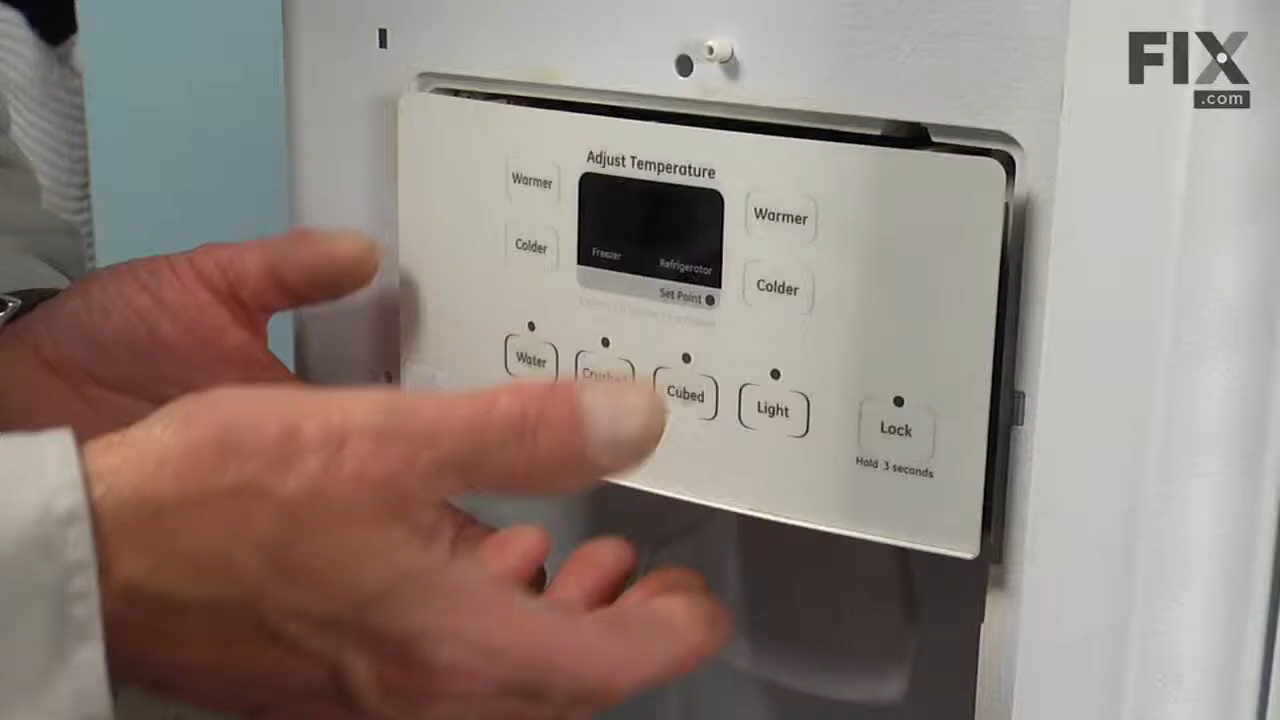 FIX
.com
Adjust Temperature
Warmer
Warmer
Colder
Colder
Freezer
Refrigerator
Set Point
Water
Crushed
Cubed
Light
Lock
Hold 3 seconds